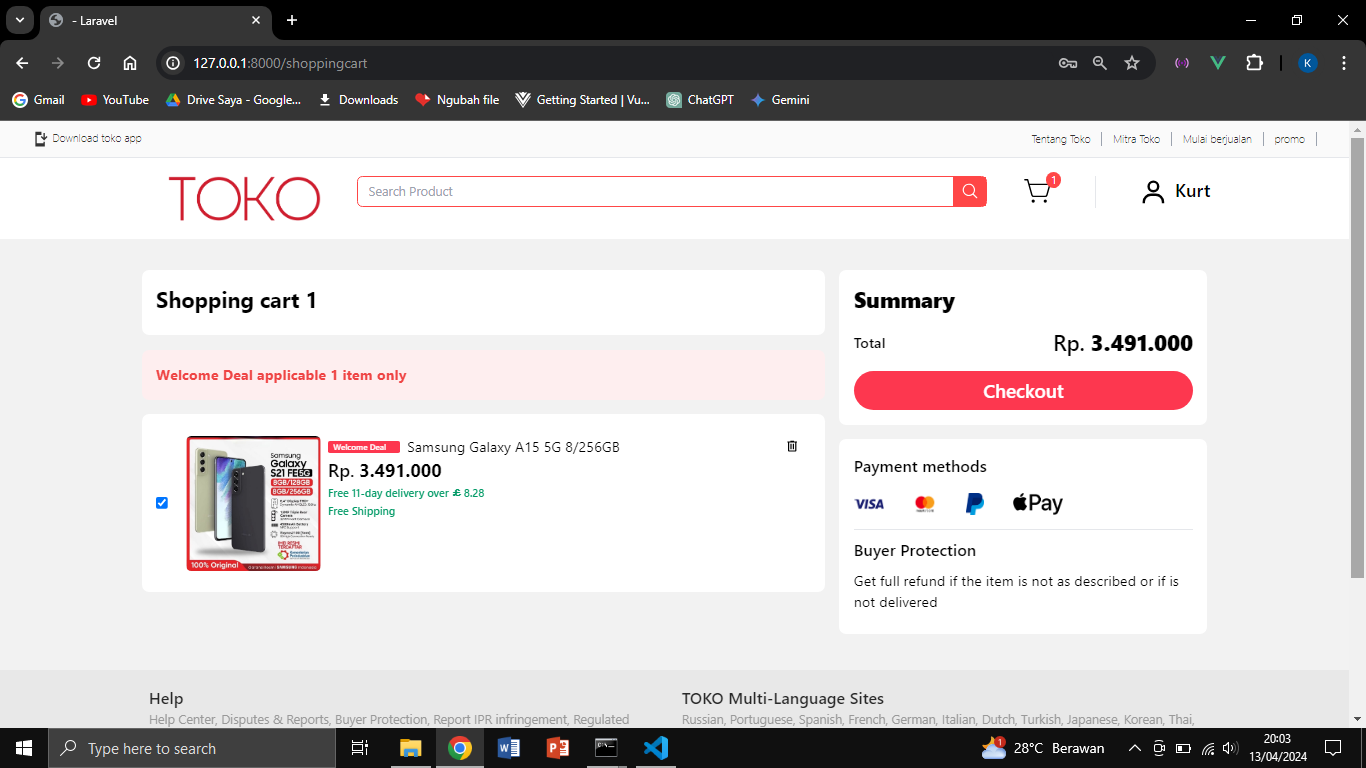 - Laravel
127.0.0.1:8000/shoppingcart
K
Gmail YouTube Drive Saya - Google... Downloads Ngubah file Getting Started | Vu... ChatGPT Gemini
Download toko app Tentang Toko Mitra Toko Mulai berjualan promo
TOKO Search Product 1 Kurt
Shopping cart 1
Welcome Deal applicable 1 item only
Samsung
Galaxy
S21 FE 5G
8GB/128GB
8GB/256GB
100% Original
Welcome Deal Samsung Galaxy A15 5G 8/256GB
Rp. 3.491.000
Free 11-day delivery over 8.28
Free Shipping
Summary
Total Rp. 3.491.000
Checkout
Payment methods
VISA Pay
Buyer Protection
Get full refund if the item is not as described or if is
not delivered
Help
Help Center, Disputes & Reports, Buyer Protection, Report IPR infringement, Regulated
TOKO Multi-Language Sites
Russian, Portuguese, Spanish, French, German, Italian, Dutch, Turkish, Japanese, Korean, Thai,
Type here to search
1 28°C Berawan
20:03
13/04/2024